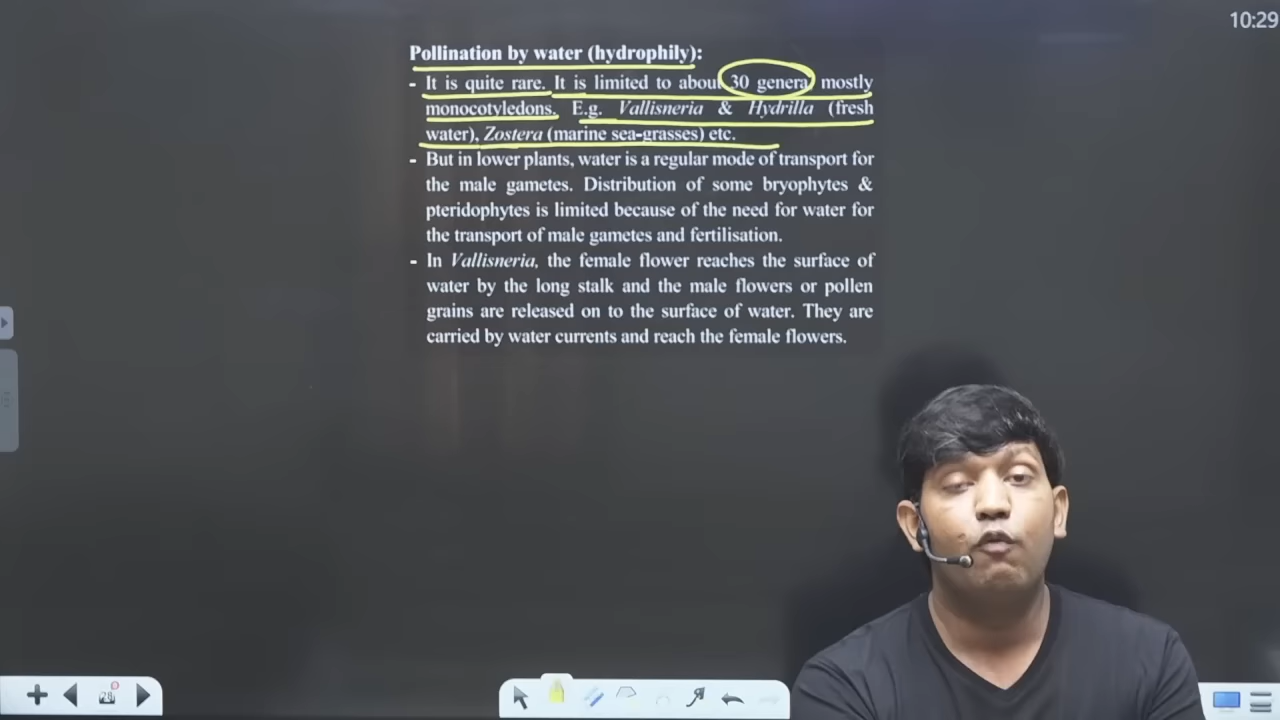 10:29
Pollination by water (hydrophily):
- It is quite rare. It is limited to about 30 genera mostly
monocotyledons. E.g. Vallisneria & Hydrilla (fresh
water), Zostera (marine sea-grasses) etc.
- But in lower plants, water is a regular mode of transport for
the male gametes. Distribution of some bryophytes &
pteridophytes is limited because of the need for water for
the transport of male gametes and fertilisation.
- In Vallisneria, the female flower reaches the surface of
water by the long stalk and the male flowers or pollen
grains are released on to the surface of water. They are
carried by water currents and reach the female flowers.